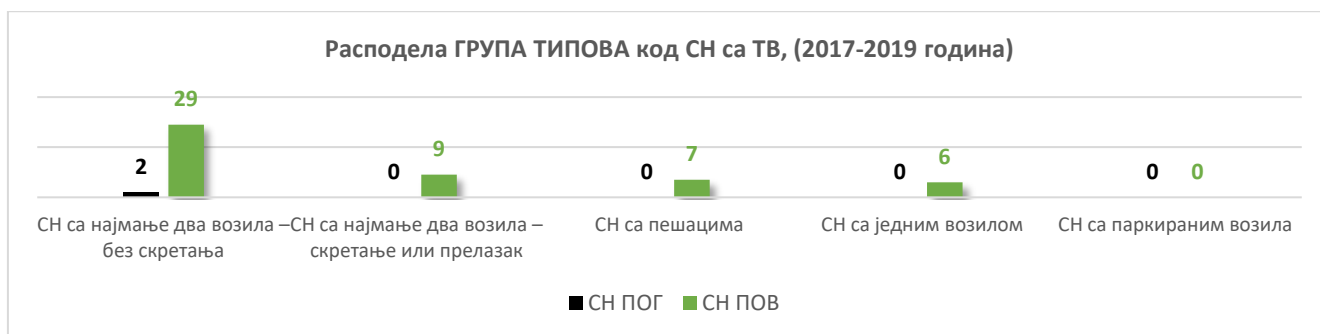 Расподела ГРУПА ТИПОВА код СН са ТВ, (2017-2019 година)
29
2
0
9
0
7
0
6
0
0
СН са најмање два возила –
без скретања
СН са најмање два возила –
скретање или прелазак
СН са пешацима
СН са једним возилом
СН са паркираним возила
СН ПОГ
СН ПОВ